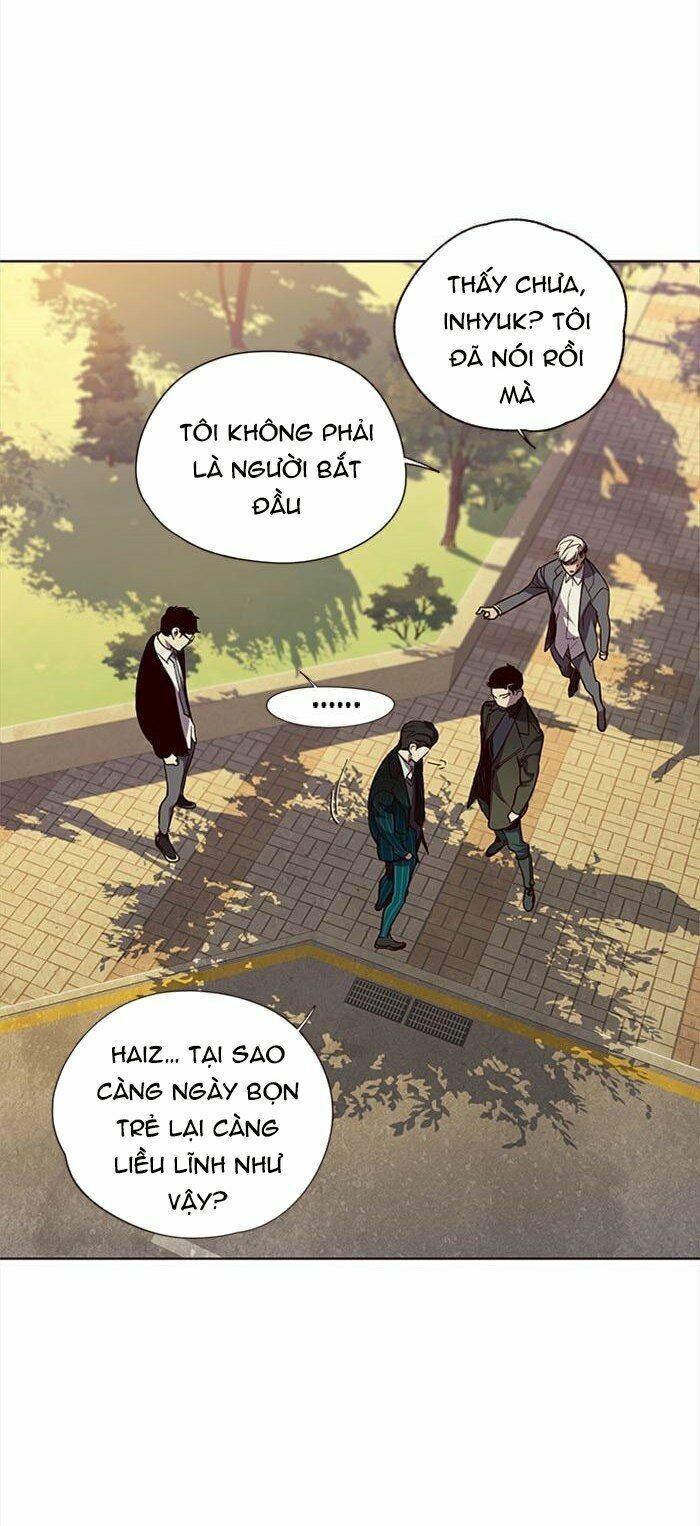 THẤY CHƯA,
INHYUK? TÔI
ĐÃ NÓI RỒI
MÀ
TÔI KHÔNG PHẢI
LÀ NGƯỜI BẮT
ĐẦU
......
HAIZ... TẠI SAO
CÀNG NGÀY BỌN
TRẺ LẠI CÀNG
LIỀU LĨNH NHƯ
VẬY?